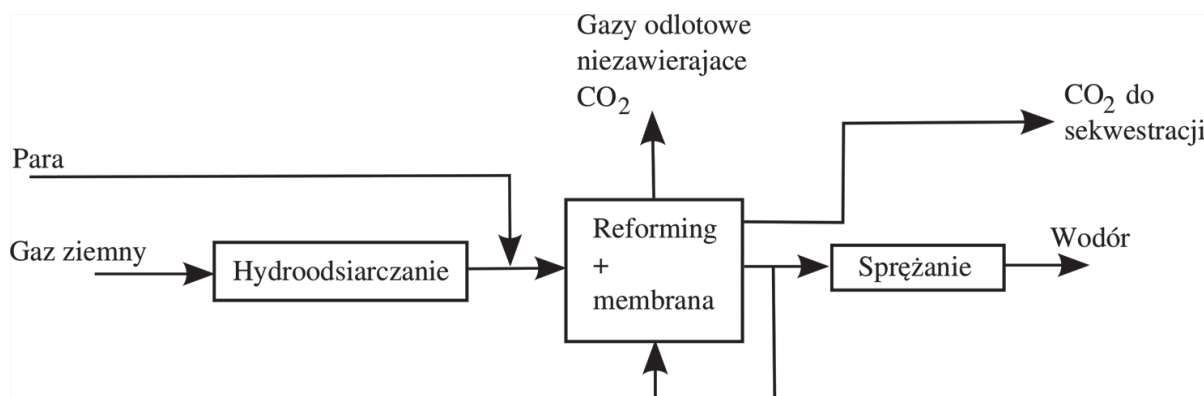 Gazy odlotowe
niezawierajace
CO2
CO2 do
sekwestracji
Para
Gaz ziemny
Hydroodsiarczanie
Reforming
+
membrana
Sprężanie
Wodór